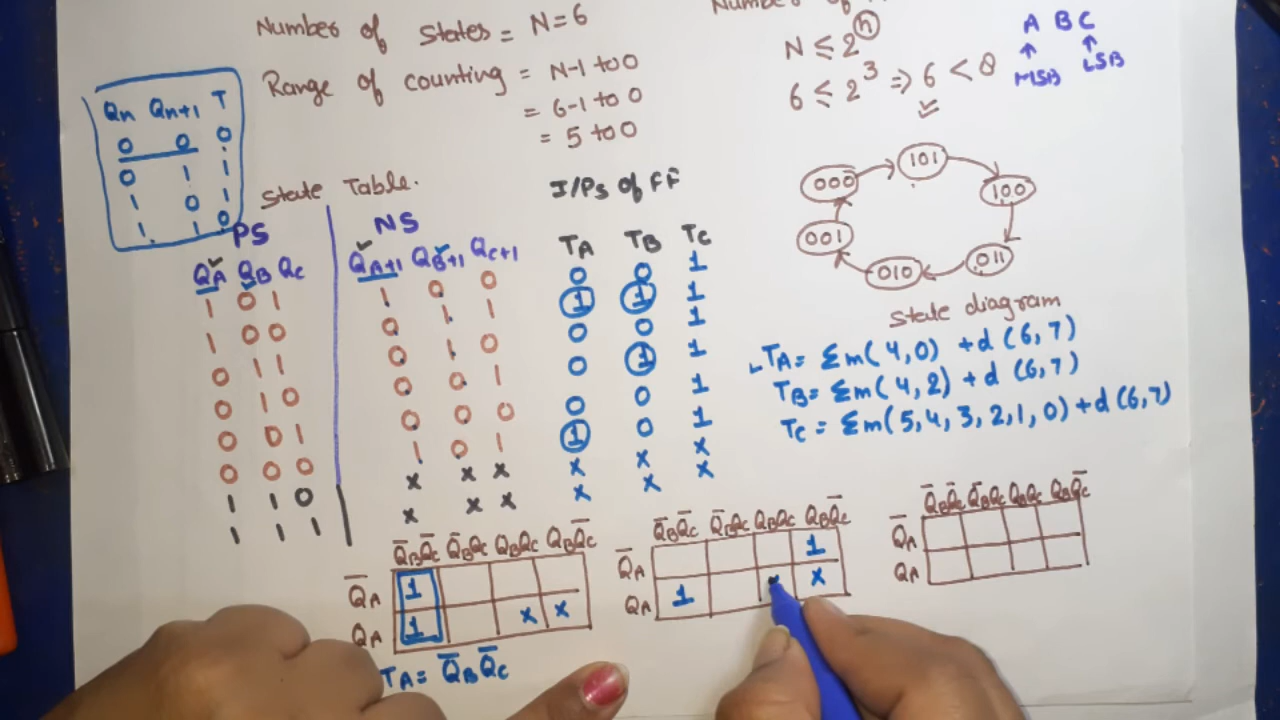 Number of states = N=6
Range of counting = N-1 to 0
= 6-1 to 0
= 5 to 0
Number of
N ≤ 2^n
6 ≤ 2^3 ⇒ 6 < 8
A B C
MSB LSB
Qn Qn+1 T
0 0 0
0 1 1
1 0 1
1 1 0
State Table.
I/Ps of FF
PS NS
QA QB QC QA+1 QB+1 QC+1 TA TB TC
1 0 1 1 0 0 0 0 1
1 0 0 0 1 1 1 1 1
0 1 1 0 1 0 0 0 1
0 1 0 0 0 1 0 1 1
0 0 1 0 0 0 0 0 1
0 0 0 1 0 1 1 0 1
1 1 0 x x x x x x
1 1 1 x x x x x x
000 101 100 011 010 001
State diagram
TA = Σm(4,0) + d(6,7)
TB = Σm(4,2) + d(6,7)
TC = Σm(5,4,3,2,1,0)+d(6,7)
Q̄BQ̄C Q̄BQC QBQC QBQ̄C
Q̄A 1
QA 1 x x
TA = Q̄BQ̄C
Q̄BQ̄C Q̄BQC QBQC QBQ̄C
Q̄A 1
QA 1 x x
Q̄BQ̄C Q̄BQC QBQC QBQ̄C
Q̄A
QA